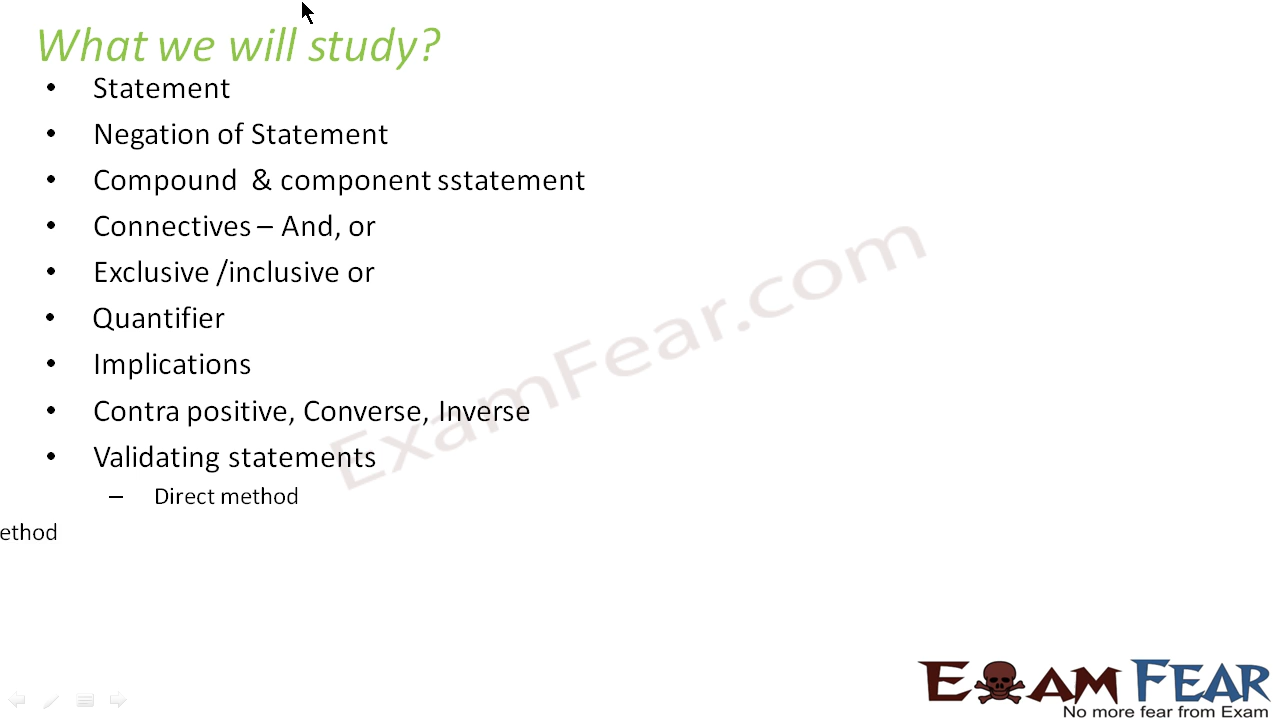 What we will study?
• Statement
• Negation of Statement
• Compound & component sstatement
• Connectives – And, or
• Exclusive /inclusive or
• Quantifier
• Implications
• Contra positive, Converse, Inverse
• Validating statements
– Direct method
ethod
ExamFear.com
EXAM FEAR
No more fear from Exam